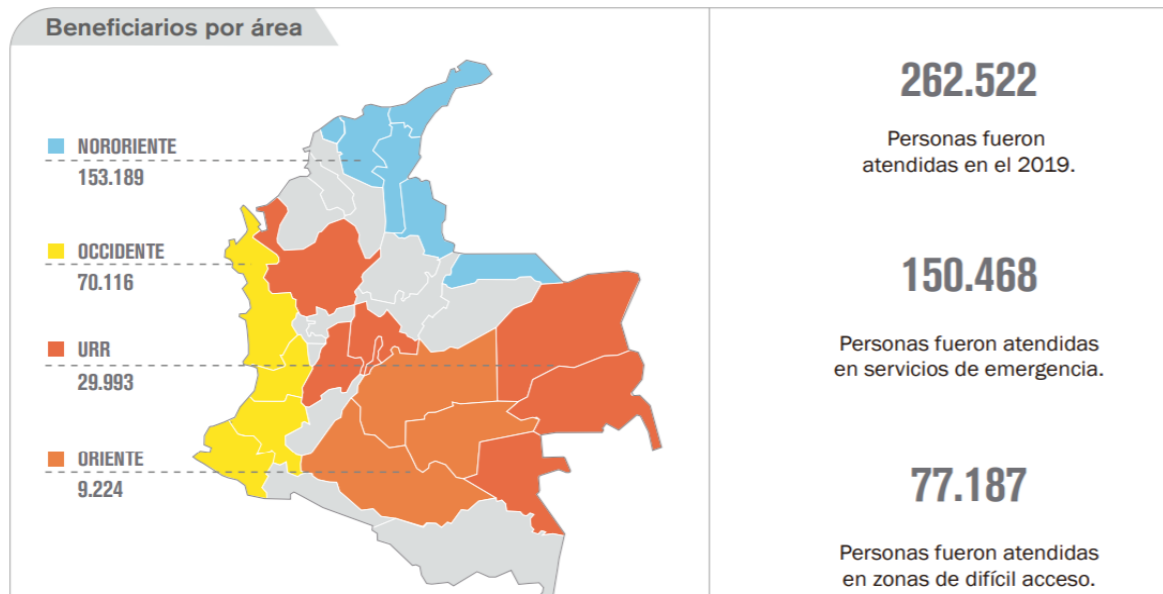 Beneficiarios por área
NORORIENTE
153.189
OCCIDENTE
70.116
URR
29.993
ORIENTE
9.224
262.522
Personas fueron
atendidas en el 2019.
150.468
Personas fueron atendidas
en servicios de emergencia.
77.187
Personas fueron atendidas
en zonas de difícil acceso.